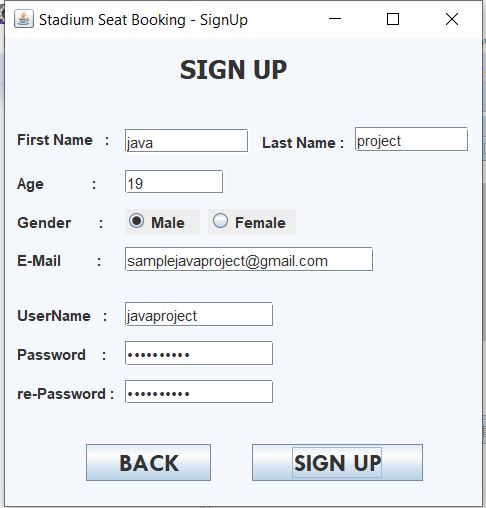 Stadium Seat Booking - SignUp
SIGN UP
First Name : java Last Name : project
Age : 19
Gender : Male Female
E-Mail : samplejavaproject@gmail.com
UserName : javaproject
Password : ••••••••••
re-Password : ••••••••••
BACK SIGN UP